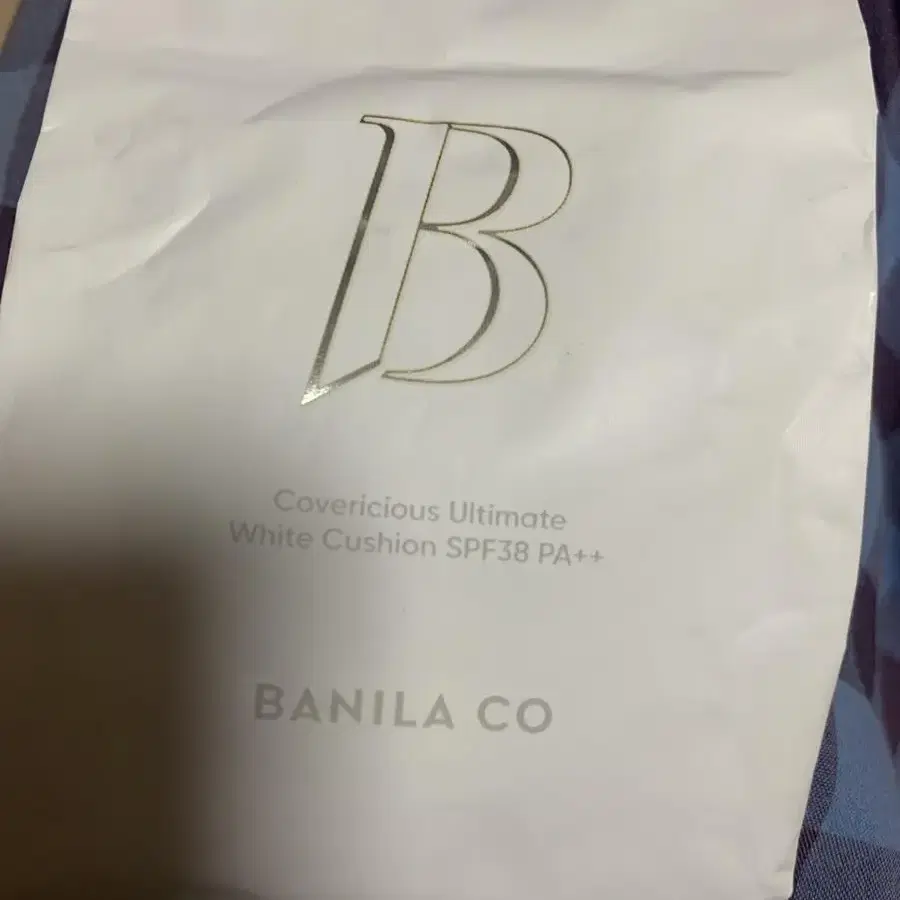 B
Covericious Ultimate
White Cushion SPF38 PA++
BANILA CO